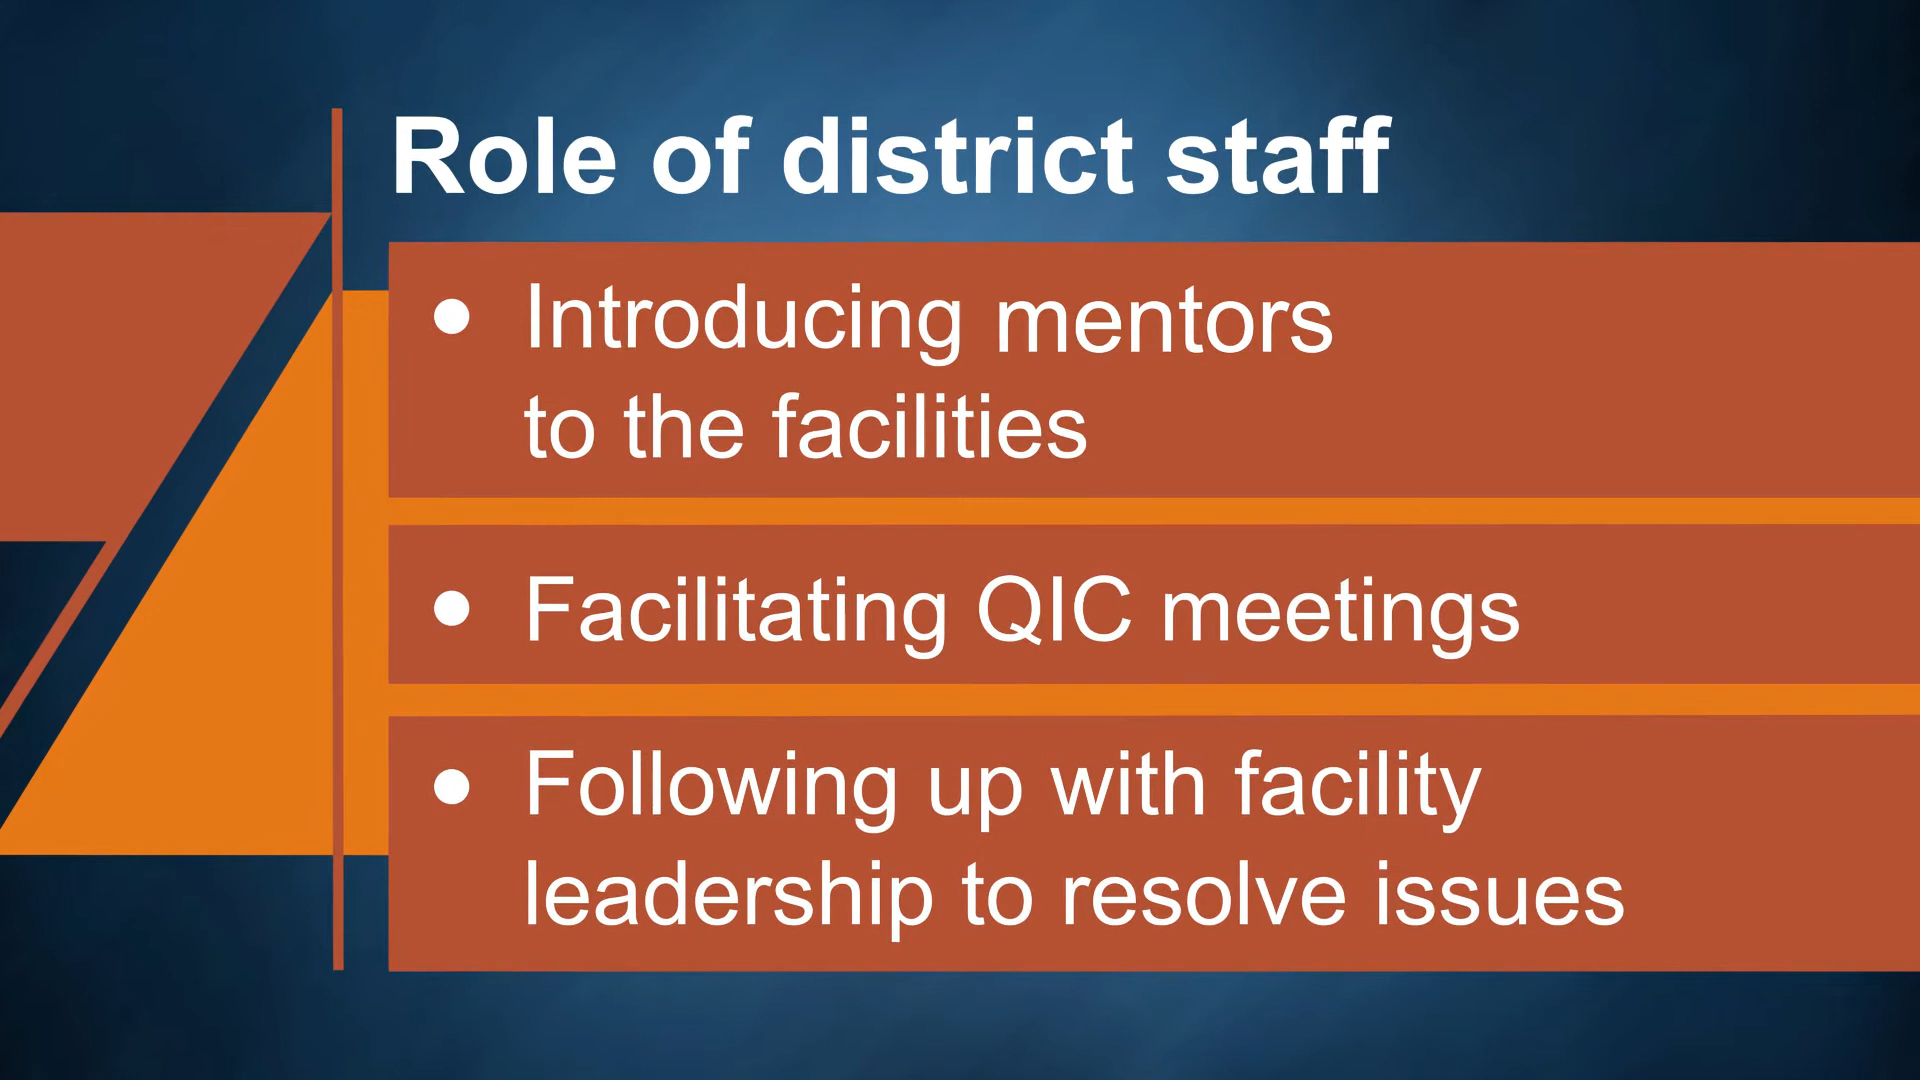 Role of district staff
• Introducing mentors
to the facilities
• Facilitating QIC meetings
• Following up with facility
leadership to resolve issues